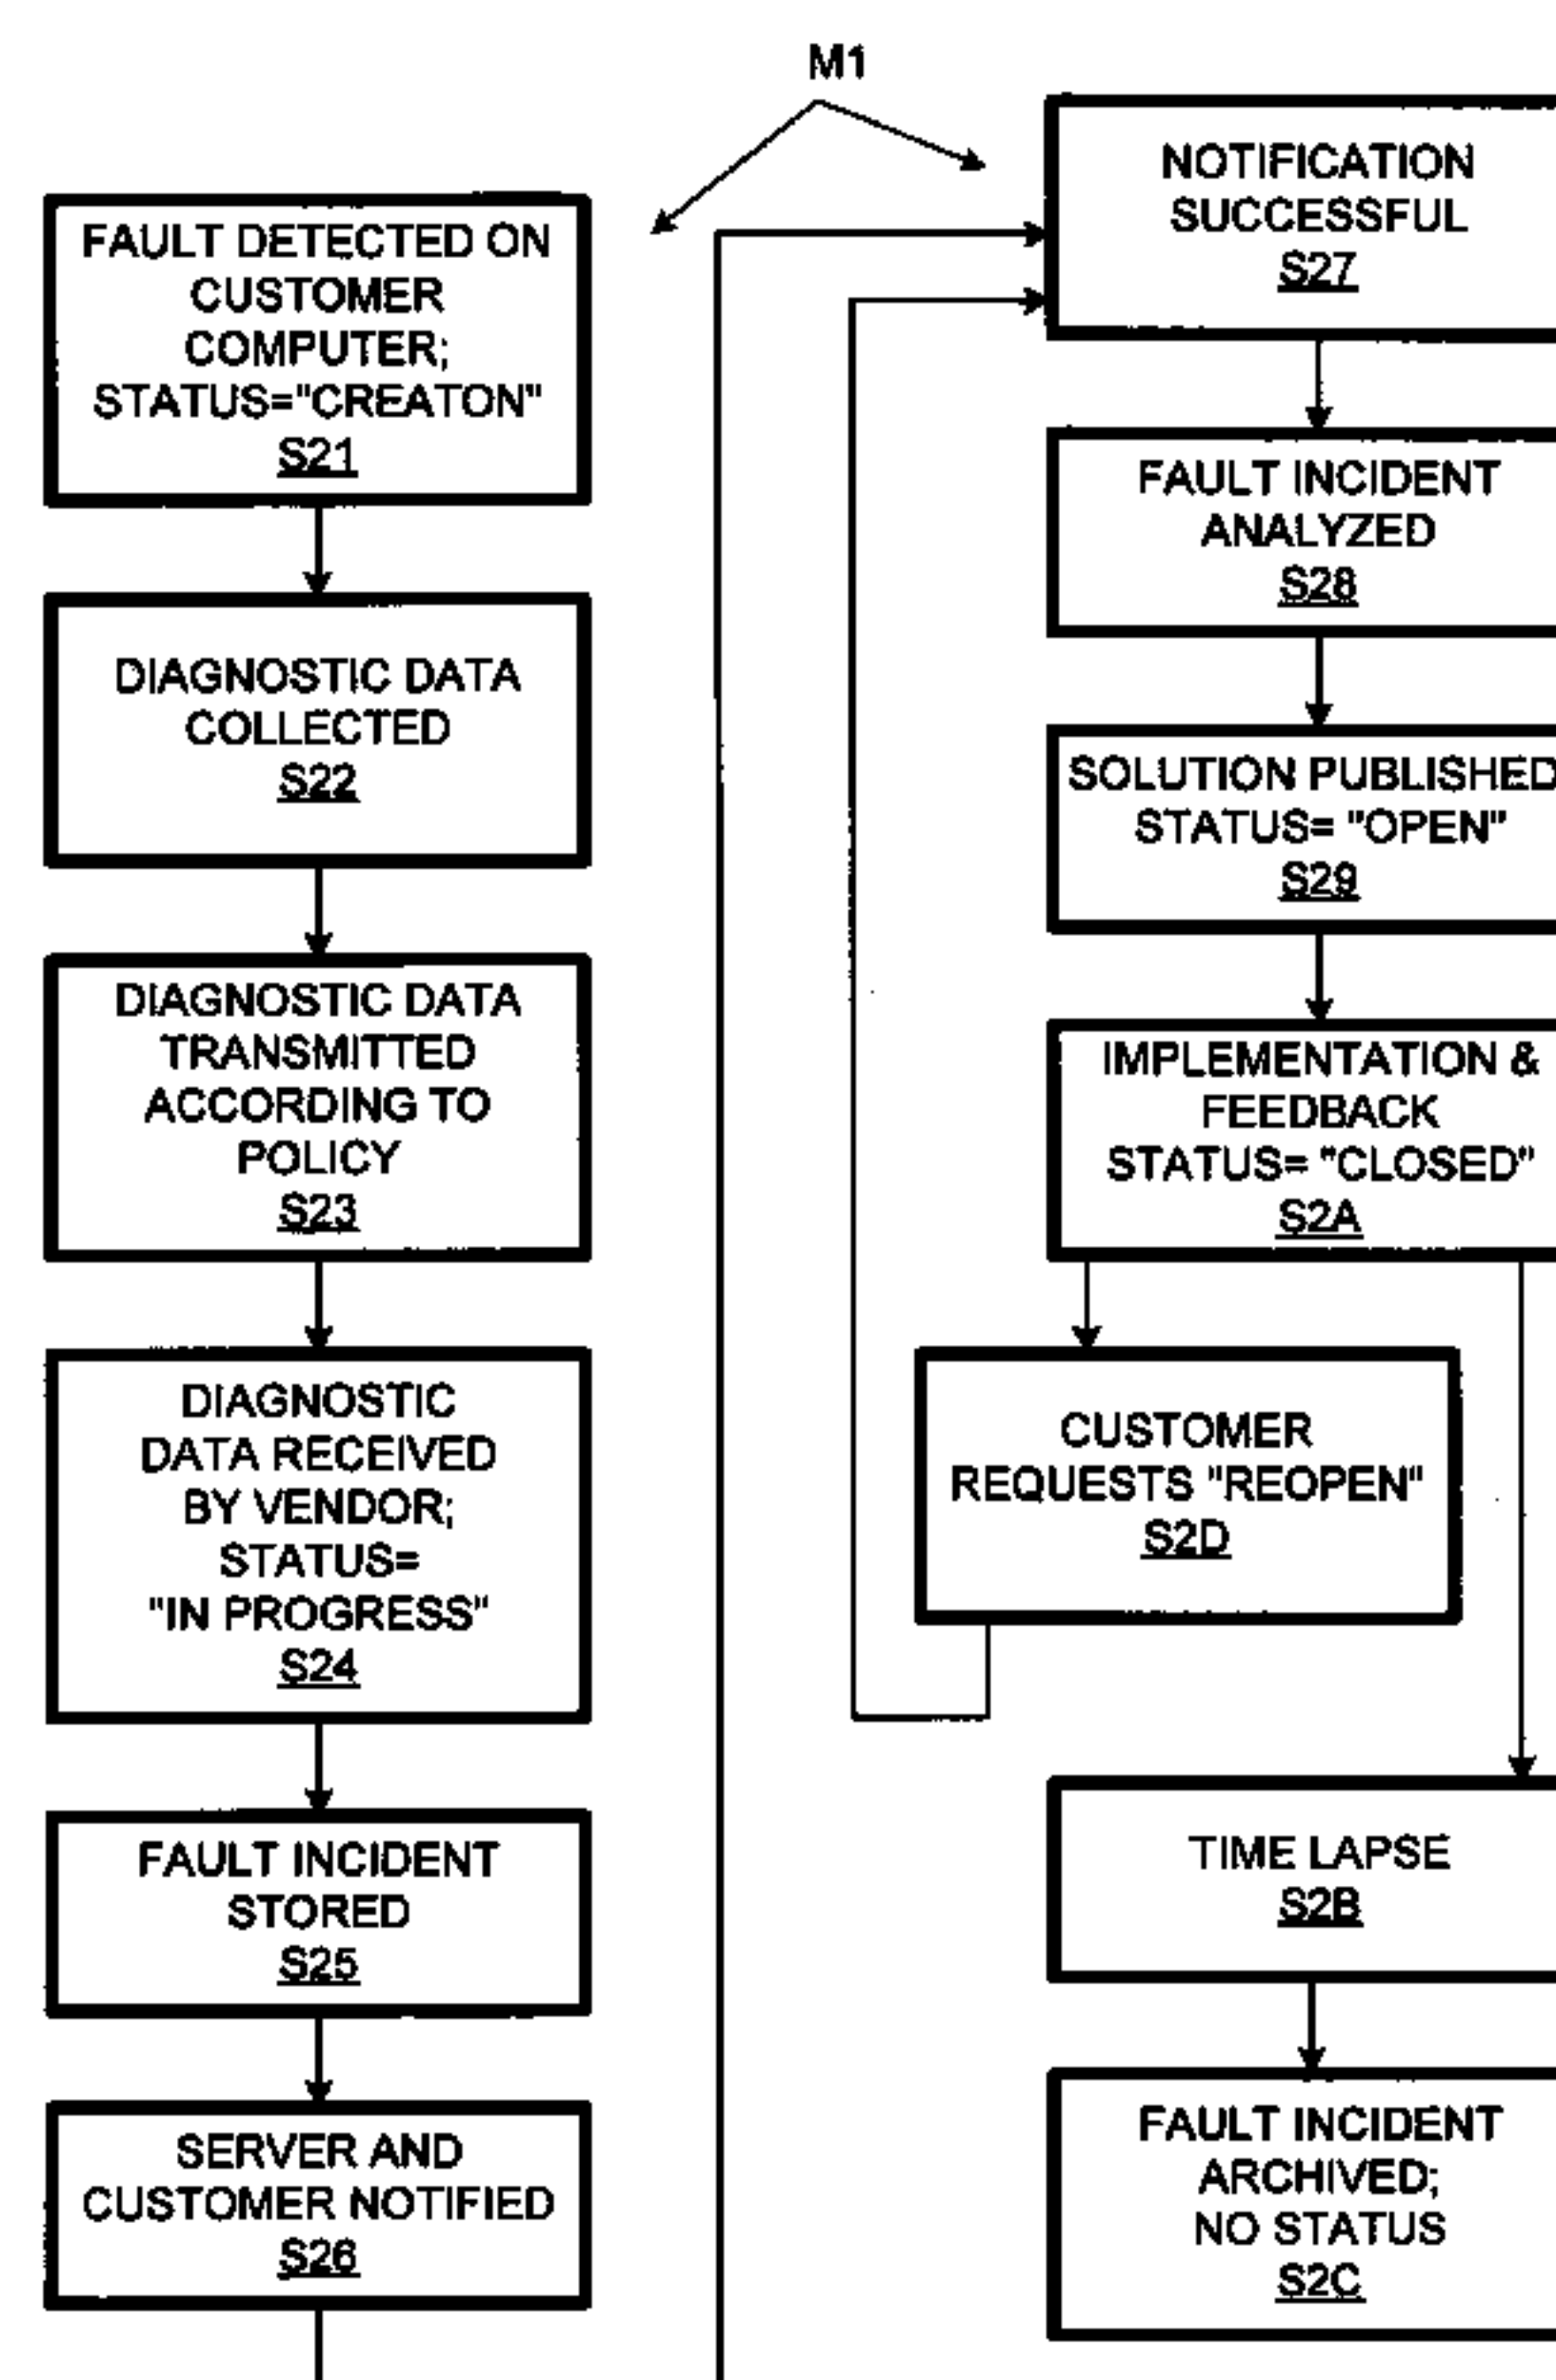 M1
FAULT DETECTED ON
CUSTOMER
COMPUTER;
STATUS="CREATON"
S21
DIAGNOSTIC DATA
COLLECTED
S22
DIAGNOSTIC DATA
TRANSMITTED
ACCORDING TO
POLICY
S23
DIAGNOSTIC
DATA RECEIVED
BY VENDOR;
STATUS=
"IN PROGRESS"
S24
FAULT INCIDENT
STORED
S25
SERVER AND
CUSTOMER NOTIFIED
S26
NOTIFICATION
SUCCESSFUL
S27
FAULT INCIDENT
ANALYZED
S28
SOLUTION PUBLISHED
STATUS= "OPEN"
S29
IMPLEMENTATION &
FEEDBACK
STATUS= "CLOSED"
S2A
CUSTOMER
REQUESTS "REOPEN"
S2D
TIME LAPSE
S2B
FAULT INCIDENT
ARCHIVED;
NO STATUS
S2C